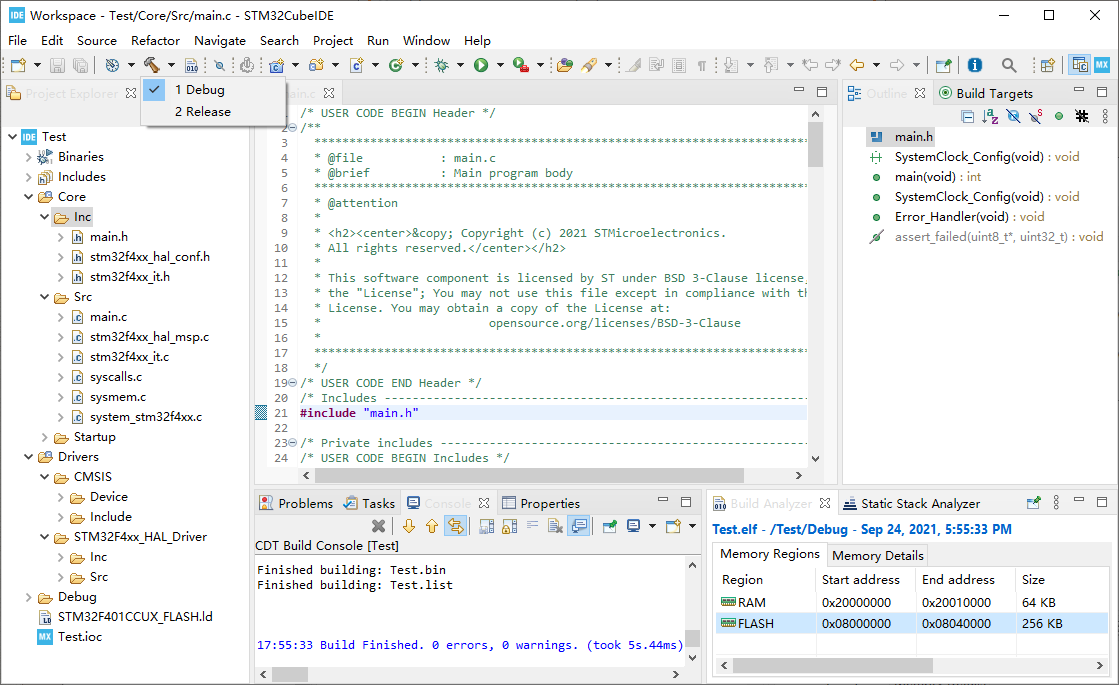 IDE Workspace - Test/Core/Src/main.c - STM32CubeIDE
File Edit Source Refactor Navigate Search Project Run Window Help
010
MX
Project Explorer
1 Debug
2 Release
IDE Test
Binaries
Includes
Core
Inc
main.h
stm32f4xx_hal_conf.h
stm32f4xx_it.h
Src
main.c
stm32f4xx_hal_msp.c
stm32f4xx_it.c
syscalls.c
sysmem.c
system_stm32f4xx.c
Startup
Drivers
CMSIS
Device
Include
STM32F4xx_HAL_Driver
Inc
Src
Debug
STM32F401CCUX_FLASH.ld
MX Test.ioc
/* USER CODE BEGIN Header */
2 /**
3 ******************************************************************
4 * @file : main.c
5 * @brief : Main program body
6 ******************************************************************
7 * @attention
8 *
9 * <h2><center>&copy; Copyright (c) 2021 STMicroelectronics.
10 * All rights reserved.</center></h2>
11 *
12 * This software component is licensed by ST under BSD 3-Clause license,
13 * the "License"; You may not use this file except in compliance with th
14 * License. You may obtain a copy of the License at:
15 * opensource.org/licenses/BSD-3-Clause
16 *
17 ******************************************************************
18 */
19 /* USER CODE END Header */
20 /* Includes --------------------------------------------------------
21 #include "main.h"
22
23 /* Private includes ------------------------------------------------
24 /* USER CODE BEGIN Includes */
Outline Build Targets
main.h
SystemClock_Config(void) : void
main(void) : int
SystemClock_Config(void) : void
Error_Handler(void) : void
assert_failed(uint8_t*, uint32_t) : void
Problems Tasks Console Properties
CDT Build Console [Test]
Finished building: Test.bin
Finished building: Test.list
17:55:33 Build Finished. 0 errors, 0 warnings. (took 5s.44ms)
Build Analyzer Static Stack Analyzer
Test.elf - /Test/Debug - Sep 24, 2021, 5:55:33 PM
Memory Regions Memory Details
Region Start address End address Size
RAM 0x20000000 0x20010000 64 KB
FLASH 0x08000000 0x08040000 256 KB